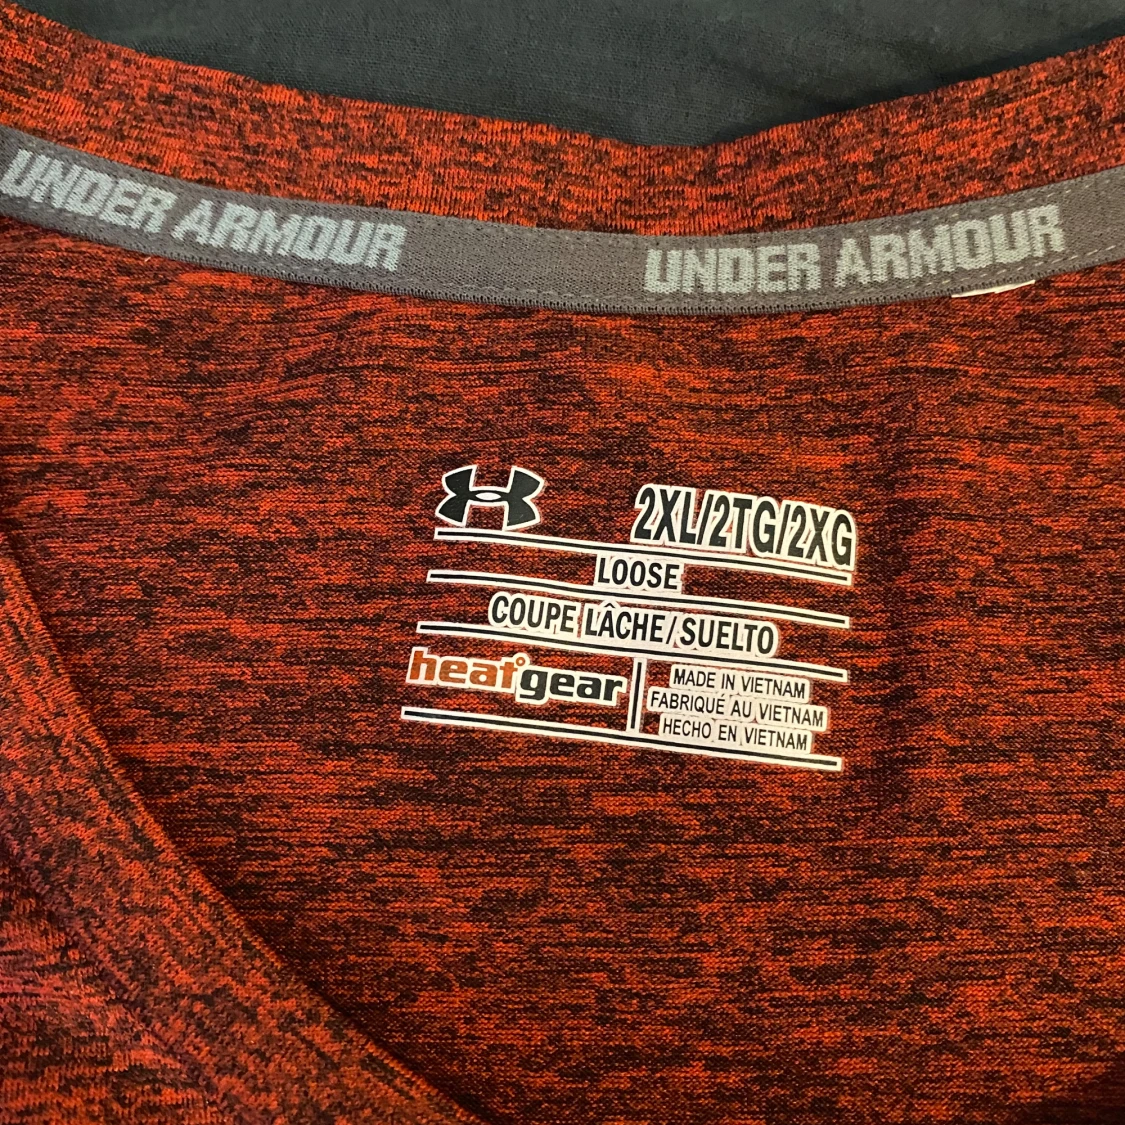 UNDER ARMOUR UNDER ARMOUR
2XL/2TG/2XG
LOOSE
COUPE LÂCHE/SUELTO
heatgear
MADE IN VIETNAM
FABRIQUÉ AU VIETNAM
HECHO EN VIETNAM